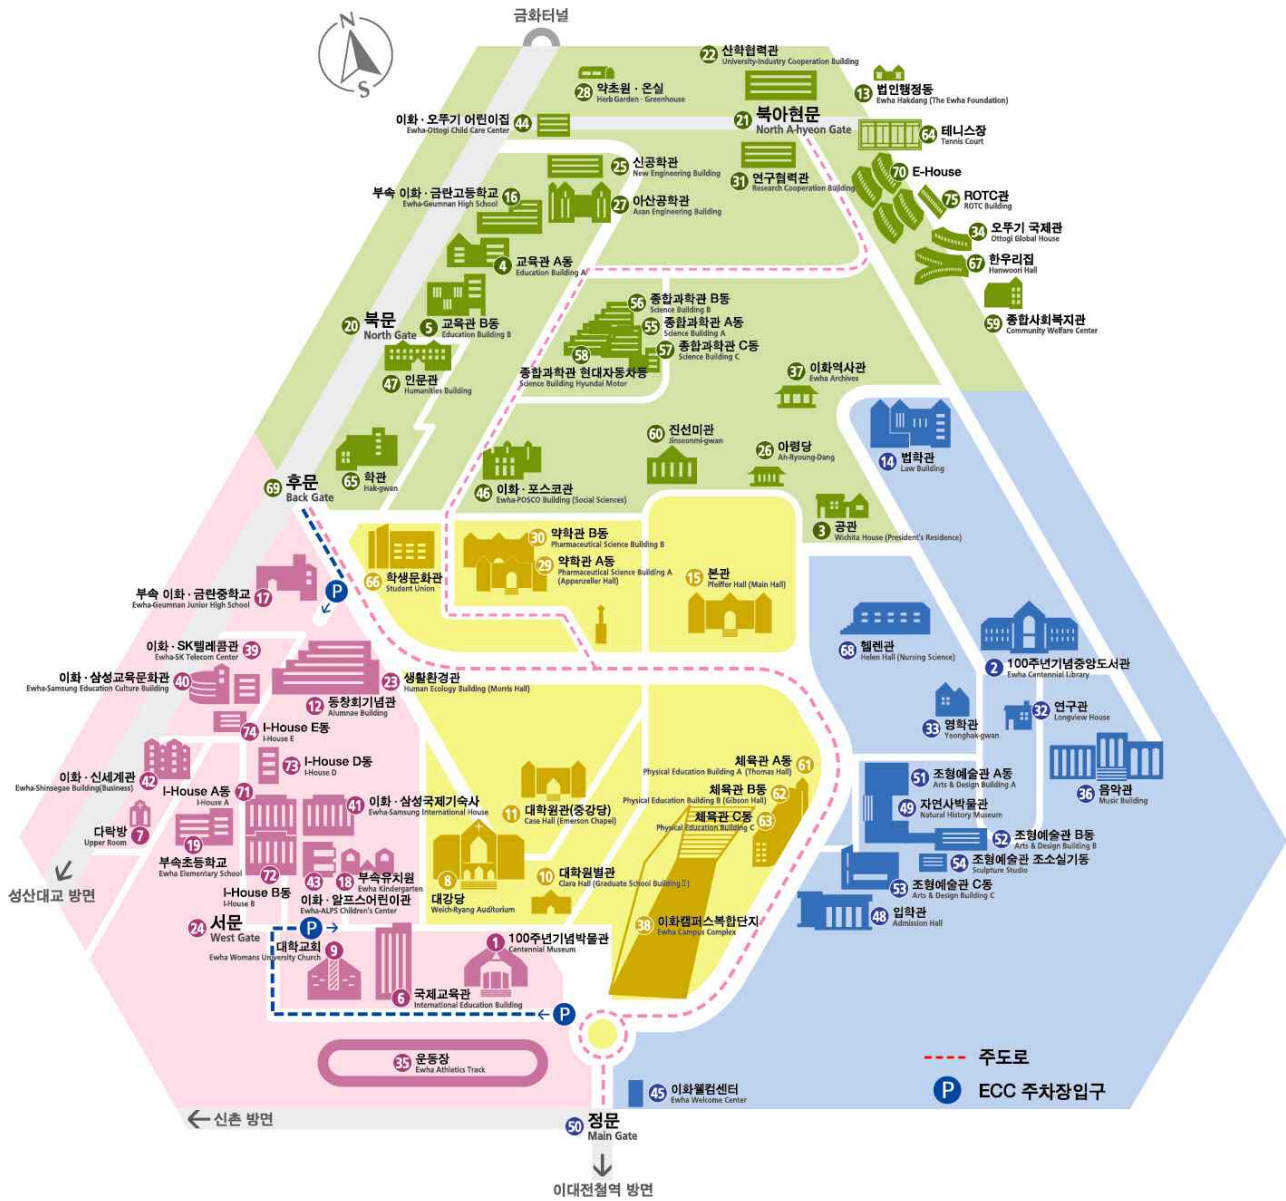 N
S
금화터널
22 산학협력관
University-Industry Cooperation Building
28 약초원 · 온실
Herb Garden · Greenhouse
13 법인행정동
Ewha Hakdang (The Ewha Foundation)
이화 · 오뚜기 어린이집 44
Ewha-Ottogi Child Care Center
21 북아현문
North A-hyeon Gate
64 테니스장
Tennis Court
25 신공학관
New Engineering Building
31 연구협력관
Research Cooperation Building
70 E-House
부속 이화 · 금란고등학교 16
Ewha-Geumnan High School
27 아산공학관
Asan Engineering Building
75 ROTC관
ROTC Building
34 오뚜기 국제관
Ottogi Global House
4 교육관 A동
Education Building A
67 한우리집
Hanwoori Hall
56 종합과학관 B동
Science Building B
20 북문
North Gate
5 교육관 B동
Education Building B
55 종합과학관 A동
Science Building A
59 종합사회복지관
Community Welfare Center
57 종합과학관 C동
Science Building C
58
종합과학관 현대자동차동
Science Building Hyundai Motor
47 인문관
Humanities Building
37 이화역사관
Ewha Archives
60 진선미관
Jinseonmi-gwan
26 아령당
Ah-Ryoung-Dang
14 법학관
Law Building
69 후문
Back Gate
65 학관
Hak-gwan
46 이화 · 포스코관
Ewha-POSCO Building (Social Sciences)
3 공관
Wichita House (President's Residence)
30 약학관 B동
Pharmaceutical Science Building B
29 약학관 A동
Pharmaceutical Science Building A
(Appenzeller Hall)
66 학생문화관
Student Union
15 본관
Pfeiffer Hall (Main Hall)
P
부속 이화 · 금란중학교 17
Ewha-Geumnan Junior High School
이화 · SK텔레콤관 39
Ewha-SK Telecom Center
68 헬렌관
Helen Hall (Nursing Science)
2 100주년기념중앙도서관
Ewha Centennial Library
이화 · 삼성교육문화관 40
Ewha-Samsung Education Culture Building
23 생활환경관
Human Ecology Building (Morris Hall)
12 동창회기념관
Alumnae Building
32 연구관
Longview House
33 영학관
Yeonghak-gwan
74 I-House E동
I-House E
73 I-House D동
I-House D
이화 · 신세계관 42
Ewha-Shinsegae Building(Business)
체육관 A동 61
Physical Education Building A (Thomas Hall)
51 조형예술관 A동
Arts & Design Building A
36 음악관
Music Building
I-House A동 71
I-House A
41 이화 · 삼성국제기숙사
Ewha-Samsung International House
체육관 B동 62
Physical Education Building B (Gibson Hall)
49 자연사박물관
Natural History Museum
11 대학원관(중강당)
Case Hall (Emerson Chapel)
체육관 C동 63
Physical Education Building C
다락방 7
Upper Room
52 조형예술관 B동
Arts & Design Building B
19
부속초등학교
Ewha Elementary School
54 조형예술관 조소실기동
Sculpture Studio
72
I-House B동
I-House B
18 부속유치원
Ewha Kindergarten
43
이화 · 알프스어린이관
Ewha-ALPS Children's Center
8
대강당
Welch-Ryang Auditorium
10 대학원별관
Clara Hall (Graduate School BuildingⅡ)
53 조형예술관 C동
Arts & Design Building C
성산대교 방면
24 서문
West Gate
P
38 이화캠퍼스복합단지
Ewha Campus Complex
48 입학관
Admission Hall
대학교회 9
Ewha Womans University Church
1 100주년기념박물관
Centennial Museum
6 국제교육관
International Education Building
P
35 운동장
Ewha Athletics Track
주도로
P ECC 주차장입구
45 이화웰컴센터
Ewha Welcome Center
신촌 방면
50 정문
Main Gate
이대전철역 방면